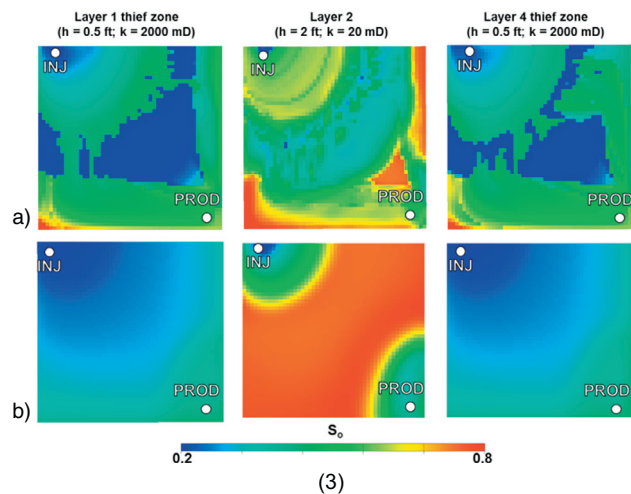 Layer 1 thief zone
(h = 0.5 ft; k = 2000 mD)
Layer 2
(h = 2 ft; k = 20 mD)
Layer 4 thief zone
(h = 0.5 ft; k = 2000 mD)
INJ
INJ
INJ
PROD
PROD
PROD
a)
INJ
INJ
INJ
PROD
PROD
PROD
b)
So
0.2
0.8
(3)